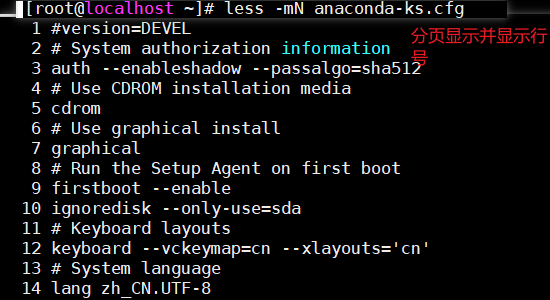 [root@localhost ~]# less -mN anaconda-ks.cfg
1 #version=DEVEL
2 # System authorization information
3 auth --enableshadow --passalgo=sha512
4 # Use CDROM installation media
5 cdrom
6 # Use graphical install
7 graphical
8 # Run the Setup Agent on first boot
9 firstboot --enable
10 ignoredisk --only-use=sda
11 # Keyboard layouts
12 keyboard --vckeymap=cn --xlayouts='cn'
13 # System language
14 lang zh_CN.UTF-8
分页显示并显示行
号